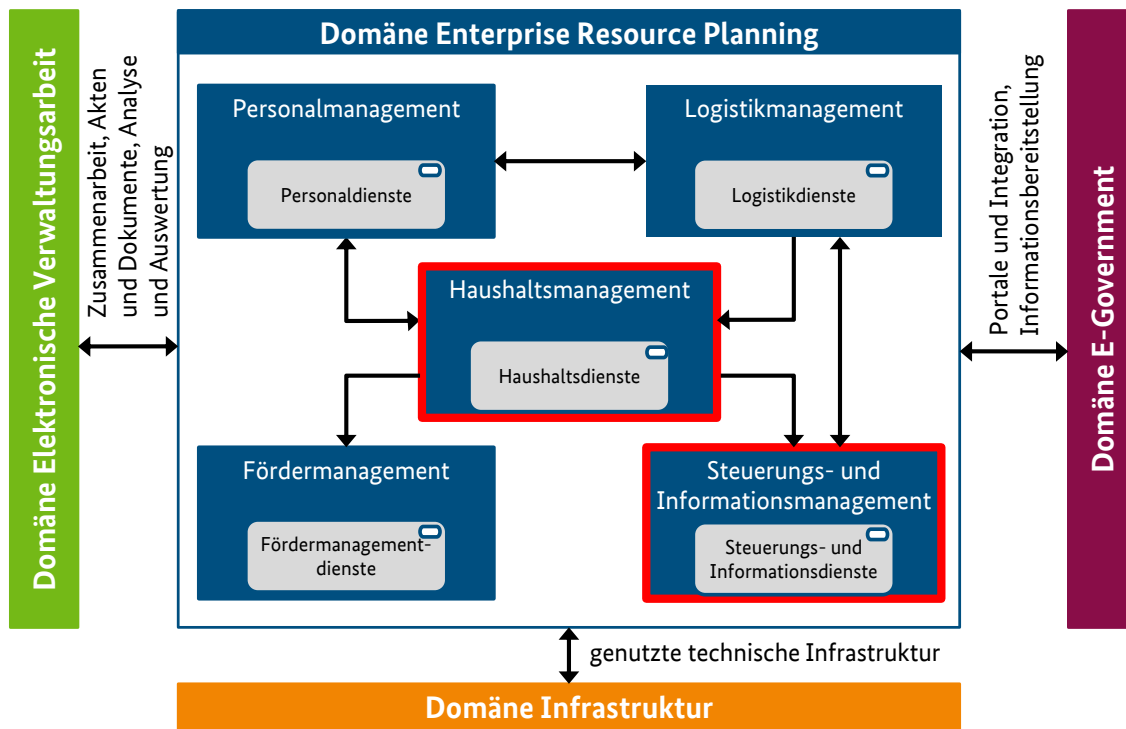 Domäne Enterprise Resource Planning
Domäne Elektronische Verwaltungsarbeit
Zusammenarbeit, Akten
und Dokumente, Analyse
und Auswertung
Personalmanagement
Personaldienste
Logistikmanagement
Logistikdienste
Haushaltsmanagement
Haushaltsdienste
Fördermanagement
Fördermanagement-
dienste
Steuerungs- und
Informationsmanagement
Steuerungs- und
Informationsdienste
Portale und Integration,
Informationsbereitstellung
Domäne E-Government
genutzte technische Infrastruktur
Domäne Infrastruktur